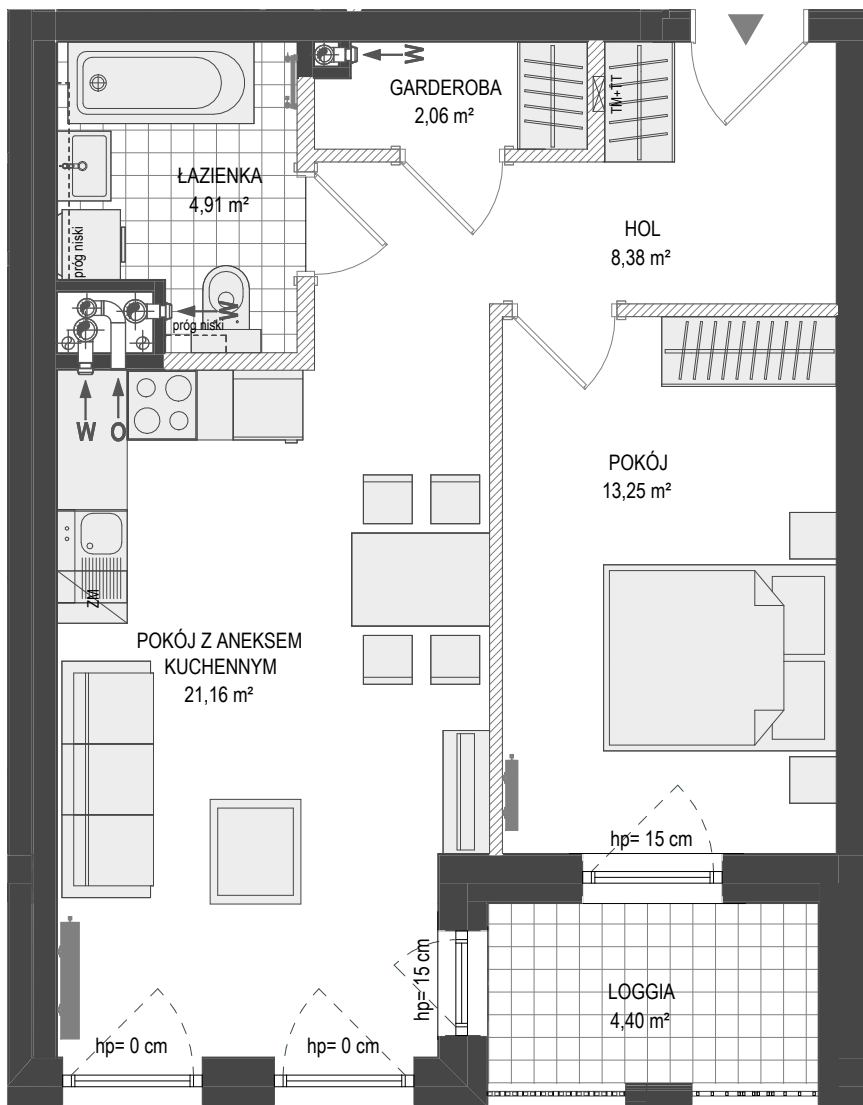 W
GARDEROBA
2,06 m²
TM+TT
ŁAZIENKA
4,91 m²
HOL
8,38 m²
próg niski
W
próg niski
W
O
POKÓJ
13,25 m²
ZM
POKÓJ Z ANEKSEM
KUCHENNYM
21,16 m²
hp= 15 cm
hp= 15 cm
LOGGIA
4,40 m²
hp= 0 cm
hp= 0 cm